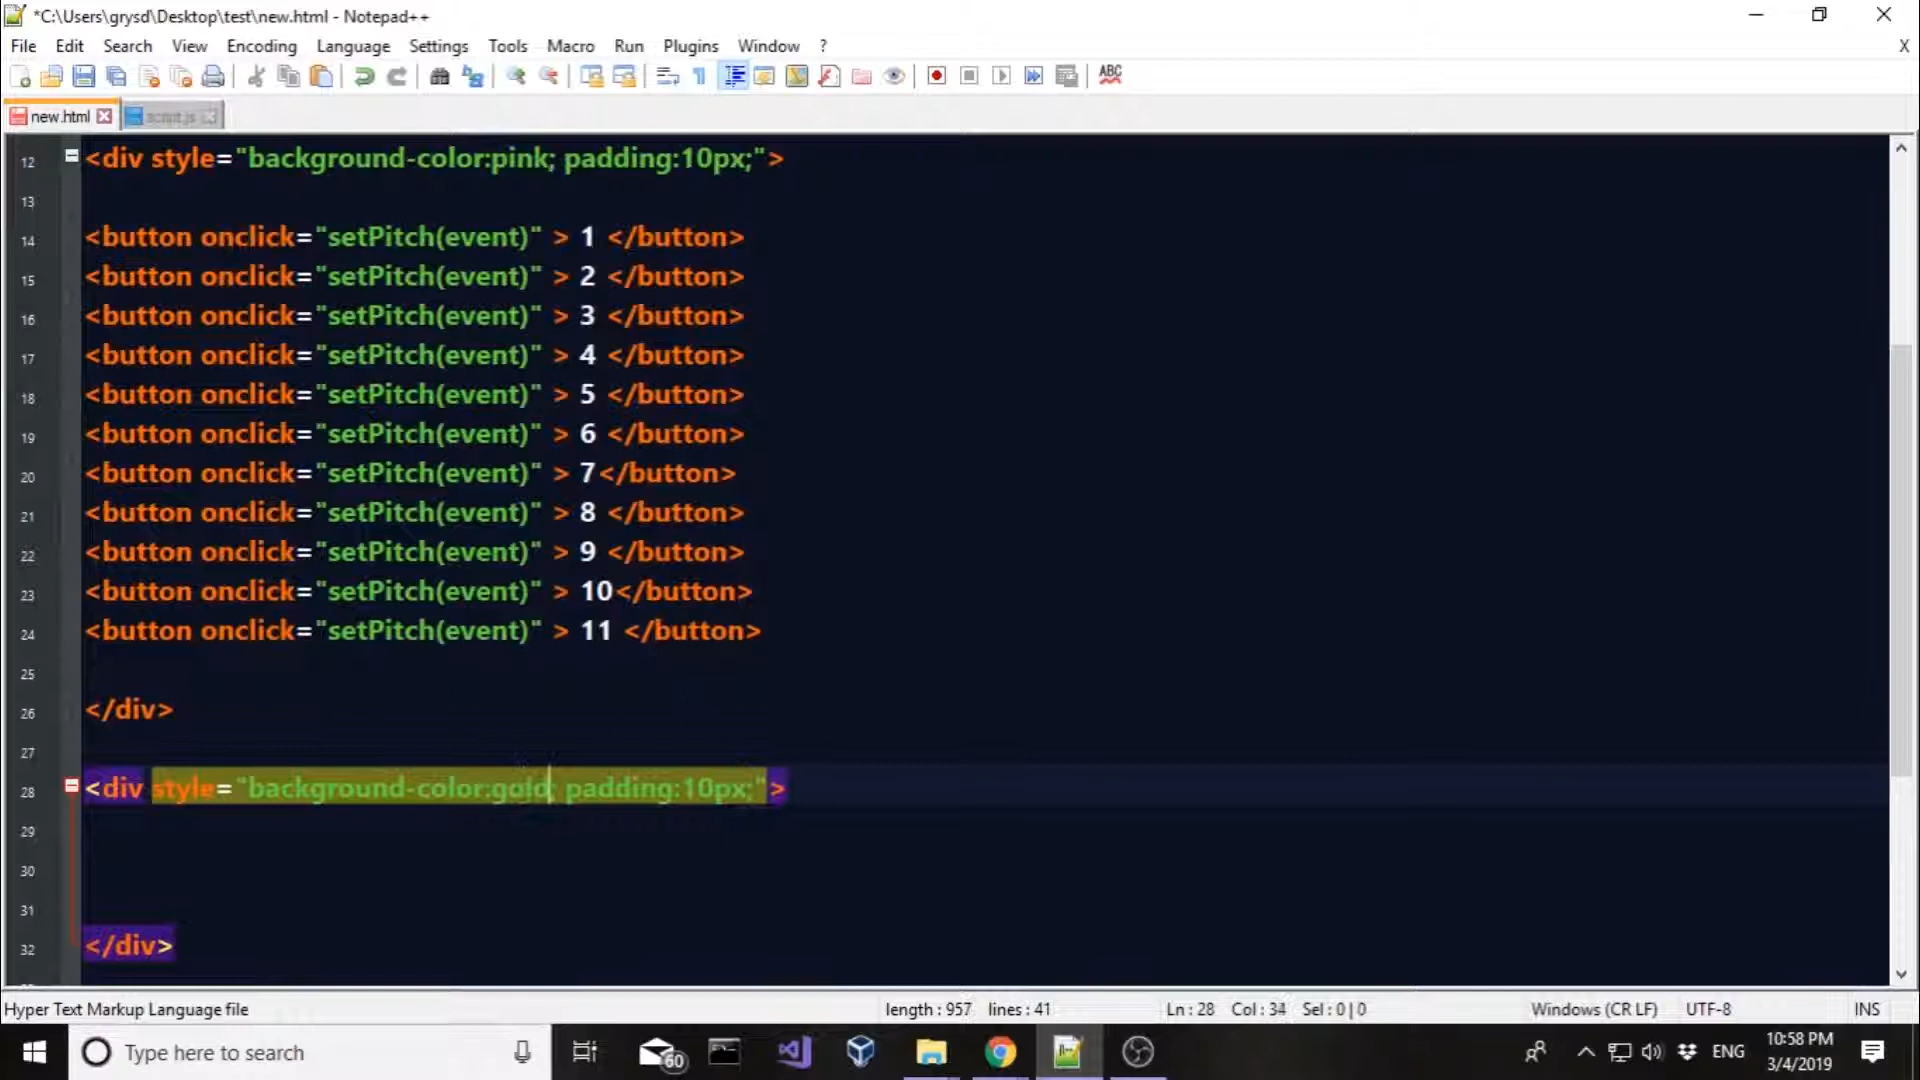 *C:\Users\grysd\Desktop\test\new.html - Notepad++
File Edit Search View Encoding Language Settings Tools Macro Run Plugins Window ? X
ABC
new.html script.js
12 <div style="background-color:pink; padding:10px;">
13
14 <button onclick="setPitch(event)" > 1 </button>
15 <button onclick="setPitch(event)" > 2 </button>
16 <button onclick="setPitch(event)" > 3 </button>
17 <button onclick="setPitch(event)" > 4 </button>
18 <button onclick="setPitch(event)" > 5 </button>
19 <button onclick="setPitch(event)" > 6 </button>
20 <button onclick="setPitch(event)" > 7</button>
21 <button onclick="setPitch(event)" > 8 </button>
22 <button onclick="setPitch(event)" > 9 </button>
23 <button onclick="setPitch(event)" > 10</button>
24 <button onclick="setPitch(event)" > 11 </button>
25
26 </div>
27
28 <div style="background-color:gold; padding:10px;">
29
30
31
32 </div>
Hyper Text Markup Language file length : 957 lines : 41 Ln : 28 Col : 34 Sel : 0 | 0 Windows (CR LF) UTF-8 INS
Type here to search 60 ENG 10:58 PM
3/4/2019